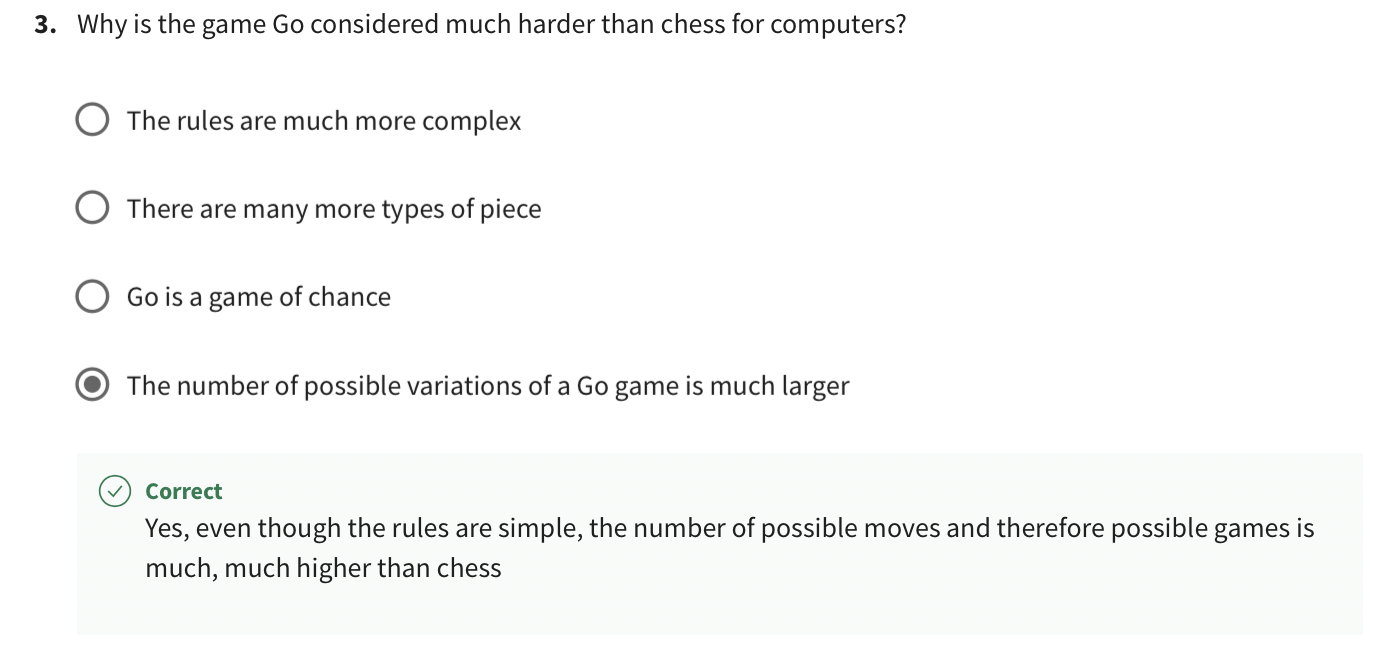 3. Why is the game Go considered much harder than chess for computers?
The rules are much more complex
There are many more types of piece
Go is a game of chance
The number of possible variations of a Go game is much larger
Correct
Yes, even though the rules are simple, the number of possible moves and therefore possible games is
much, much higher than chess